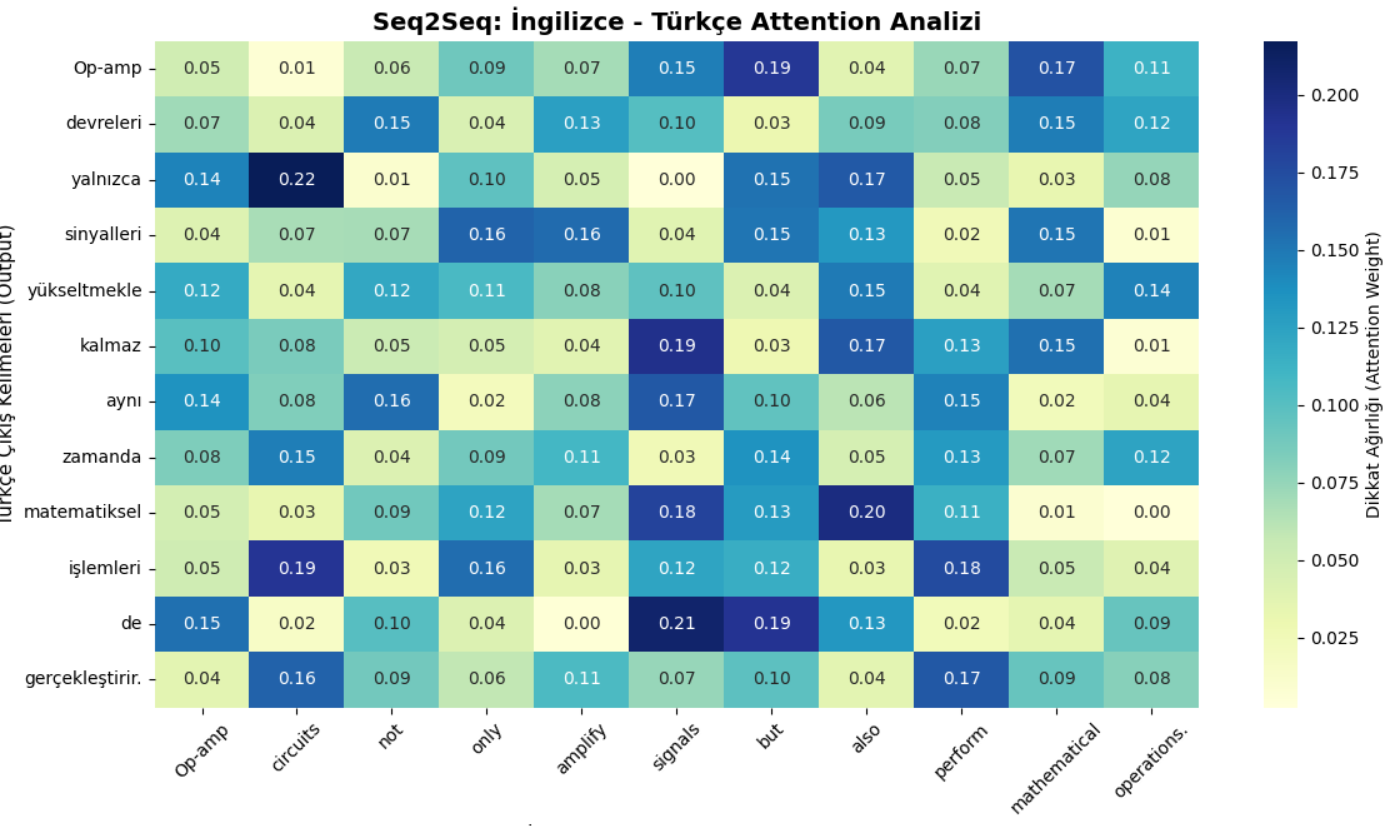 Seq2Seq: İngilizce - Türkçe Attention Analizi
Op-amp 0.05 0.01 0.06 0.09 0.07 0.15 0.19 0.04 0.07 0.17 0.11
devreleri 0.07 0.04 0.15 0.04 0.13 0.10 0.03 0.09 0.08 0.15 0.12
yalnızca 0.14 0.22 0.01 0.10 0.05 0.00 0.15 0.17 0.05 0.03 0.08
sinyalleri 0.04 0.07 0.07 0.16 0.16 0.04 0.15 0.13 0.02 0.15 0.01
yükseltmekle 0.12 0.04 0.12 0.11 0.08 0.10 0.04 0.15 0.04 0.07 0.14
kalmaz 0.10 0.08 0.05 0.05 0.04 0.19 0.03 0.17 0.13 0.15 0.01
aynı 0.14 0.08 0.16 0.02 0.08 0.17 0.10 0.06 0.15 0.02 0.04
zamanda 0.08 0.15 0.04 0.09 0.11 0.03 0.14 0.05 0.13 0.07 0.12
matematiksel 0.05 0.03 0.09 0.12 0.07 0.18 0.13 0.20 0.11 0.01 0.00
işlemleri 0.05 0.19 0.03 0.16 0.03 0.12 0.12 0.03 0.18 0.05 0.04
de 0.15 0.02 0.10 0.04 0.00 0.21 0.19 0.13 0.02 0.04 0.09
gerçekleştirir. 0.04 0.16 0.09 0.06 0.11 0.07 0.10 0.04 0.17 0.09 0.08
Op-amp circuits not only amplify signals but also perform mathematical operations.
Türkçe Çıkış Kelimeleri (Output)
0.200
0.175
0.150
0.125
0.100
0.075
0.050
0.025
Dikkat Ağırlığı (Attention Weight)